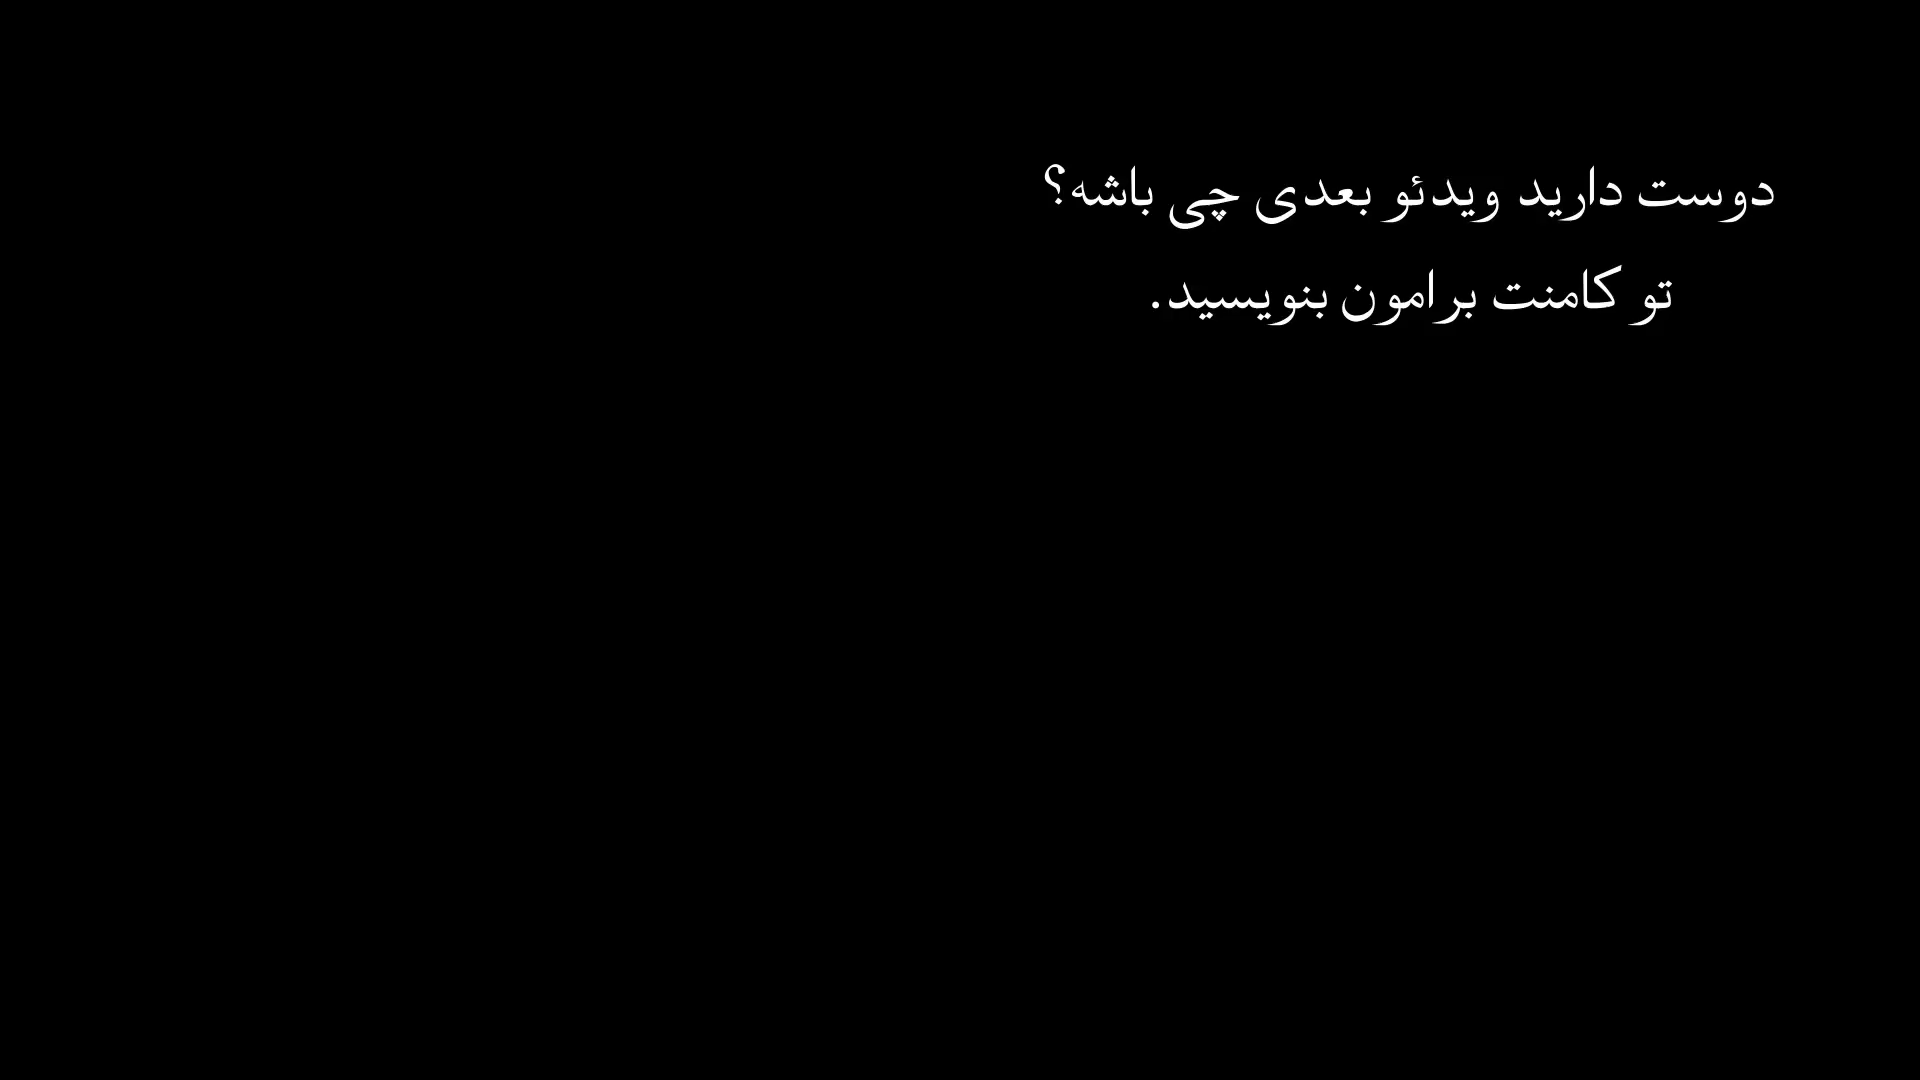 دوست دارید ویدئو بعدی چی باشه؟
تو کامنت برامون بنویسید.